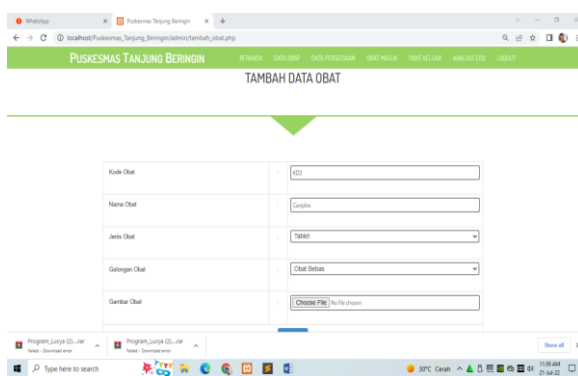 WhatsApp
Puskesmas Tanjung Beringin
localhost/Puskesmas_Tanjung_Beringin/admin/tambah_obat.php
PUSKESMAS TANJUNG BERINGIN
BERANDA DATA OBAT DATA PERSEDIAAN OBAT MASUK OBAT KELUAR ANALISIS EOQ LOGOUT
TAMBAH DATA OBAT
Kode Obat :
Nama Obat : Caviplex
Jenis Obat : Tablet
Golongan Obat : Obat Bebas
Gambar Obat : Choose File No file chosen
Program_Lucya (2)....rar
Failed - Download error
Program_Lucya (2)....rar
Failed - Download error
Show all
Type here to search
30°C Cerah
11:39 AM
21-Jul-22